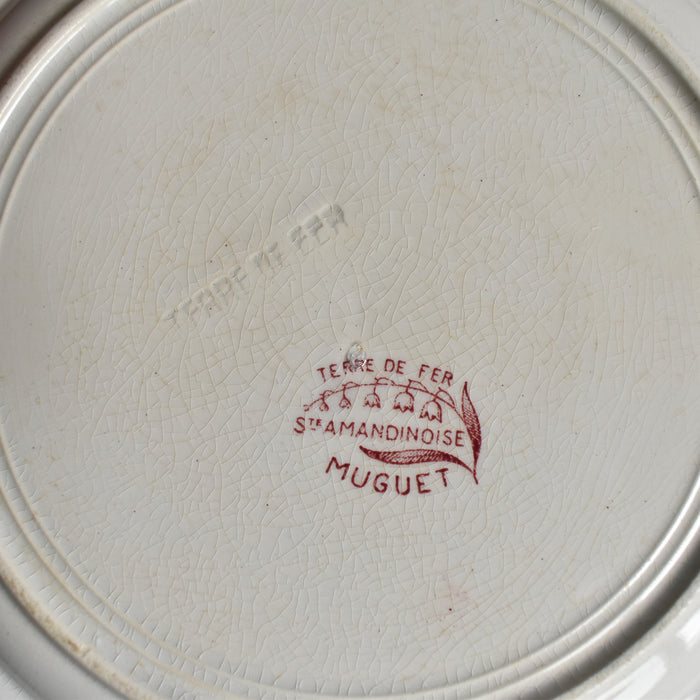 TERRE DE FER
TERRE DE FER
STE AMANDINOISE
MUGUET